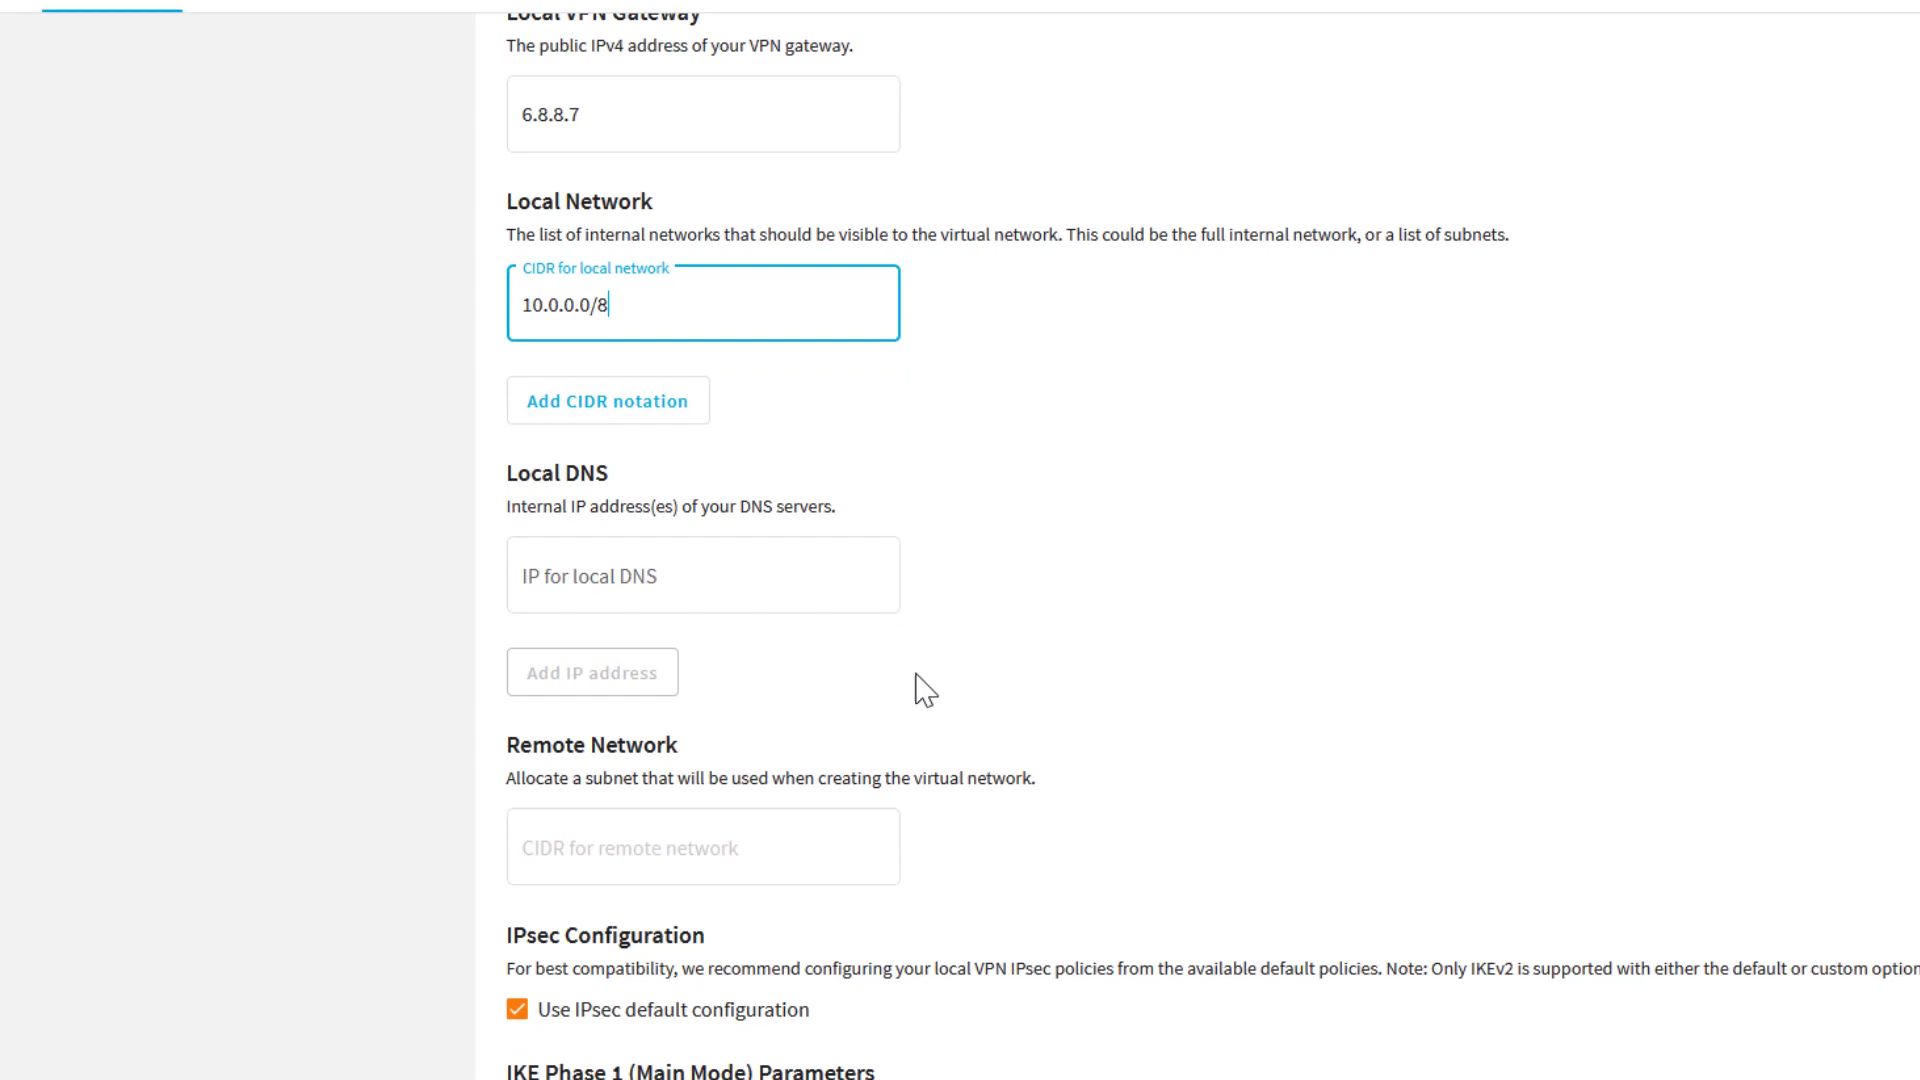 Local VPN Gateway
The public IPv4 address of your VPN gateway.
6.8.8.7
Local Network
The list of internal networks that should be visible to the virtual network. This could be the full internal network, or a list of subnets.
CIDR for local network
10.0.0.0/8
Add CIDR notation
Local DNS
Internal IP address(es) of your DNS servers.
IP for local DNS
Add IP address
Remote Network
Allocate a subnet that will be used when creating the virtual network.
CIDR for remote network
IPsec Configuration
For best compatibility, we recommend configuring your local VPN IPsec policies from the available default policies. Note: Only IKEv2 is supported with either the default or custom option
Use IPsec default configuration
IKE Phase 1 (Main Mode) Parameters